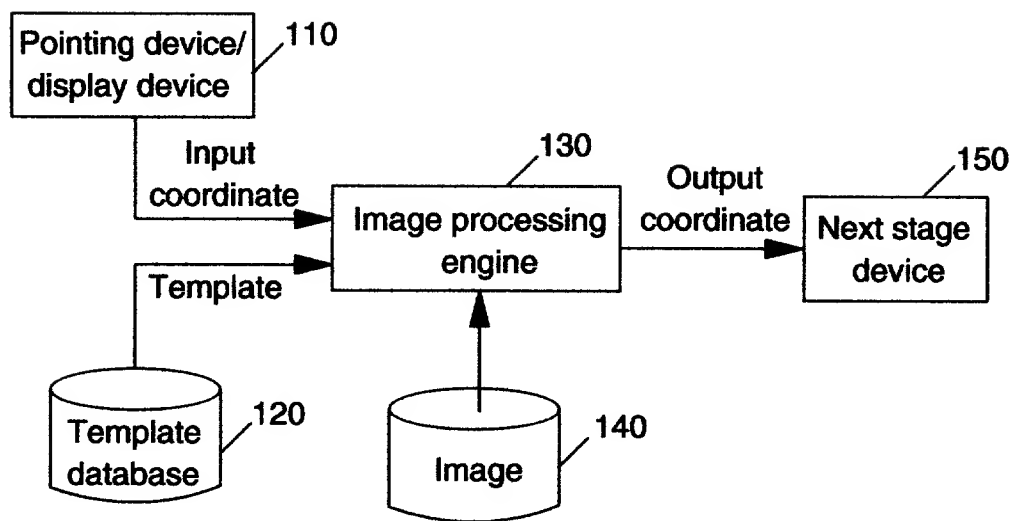 Pointing device/
display device
110
Input
coordinate
130
Image processing
engine
Output
coordinate
150
Next stage
device
Template
120
Template
database
140
Image